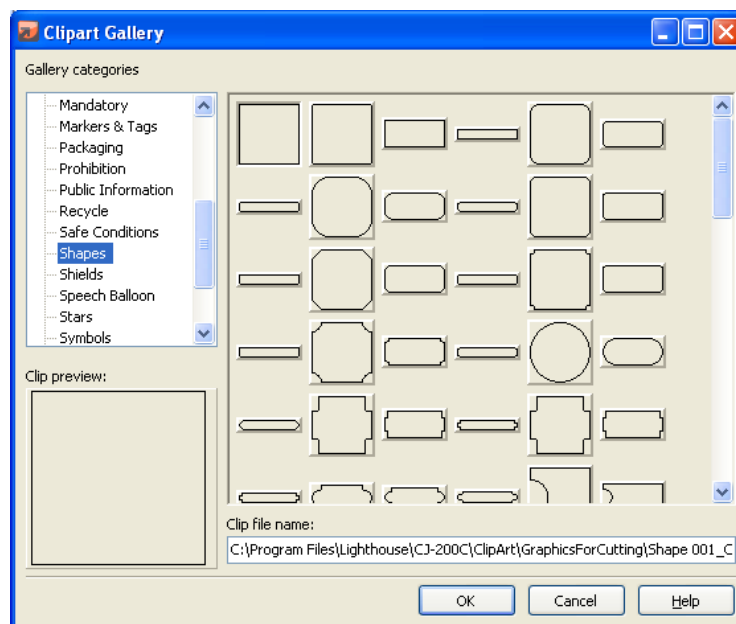 Clipart Gallery
Gallery categories
Mandatory
Markers & Tags
Packaging
Prohibition
Public Information
Recycle
Safe Conditions
Shapes
Shields
Speech Balloon
Stars
Symbols
Clip preview:
Clip file name:
C:\Program Files\Lighthouse\CJ-200C\ClipArt\GraphicsForCutting\Shape 001_C
OK
Cancel
Help